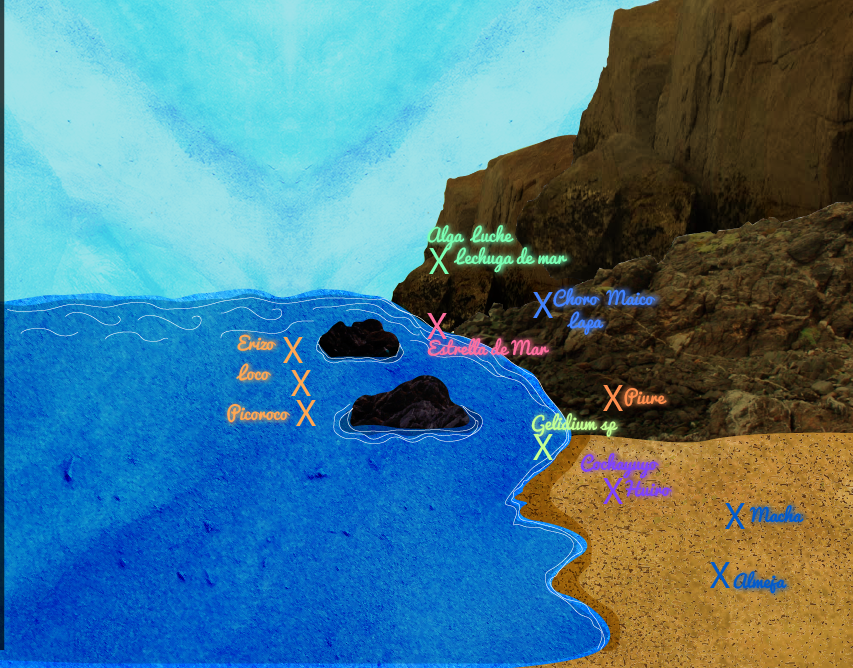 Alga Luche
X Lechuga de mar
X Choro Maico
Lapa
X
Estrella de Mar
Erizo X
Loco
X
Picoroco X
X Piure
Gelidium sp
X
Cochayuyo
X Huiro
X Macha
X Almeja